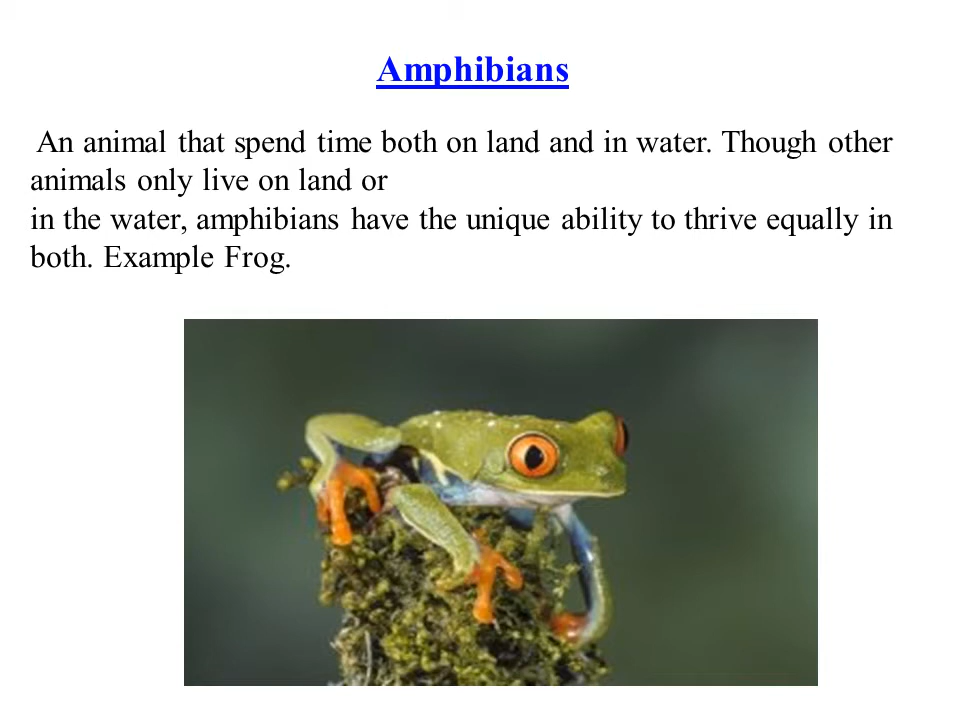 Amphibians
An animal that spend time both on land and in water. Though other
animals only live on land or
in the water, amphibians have the unique ability to thrive equally in
both. Example Frog.